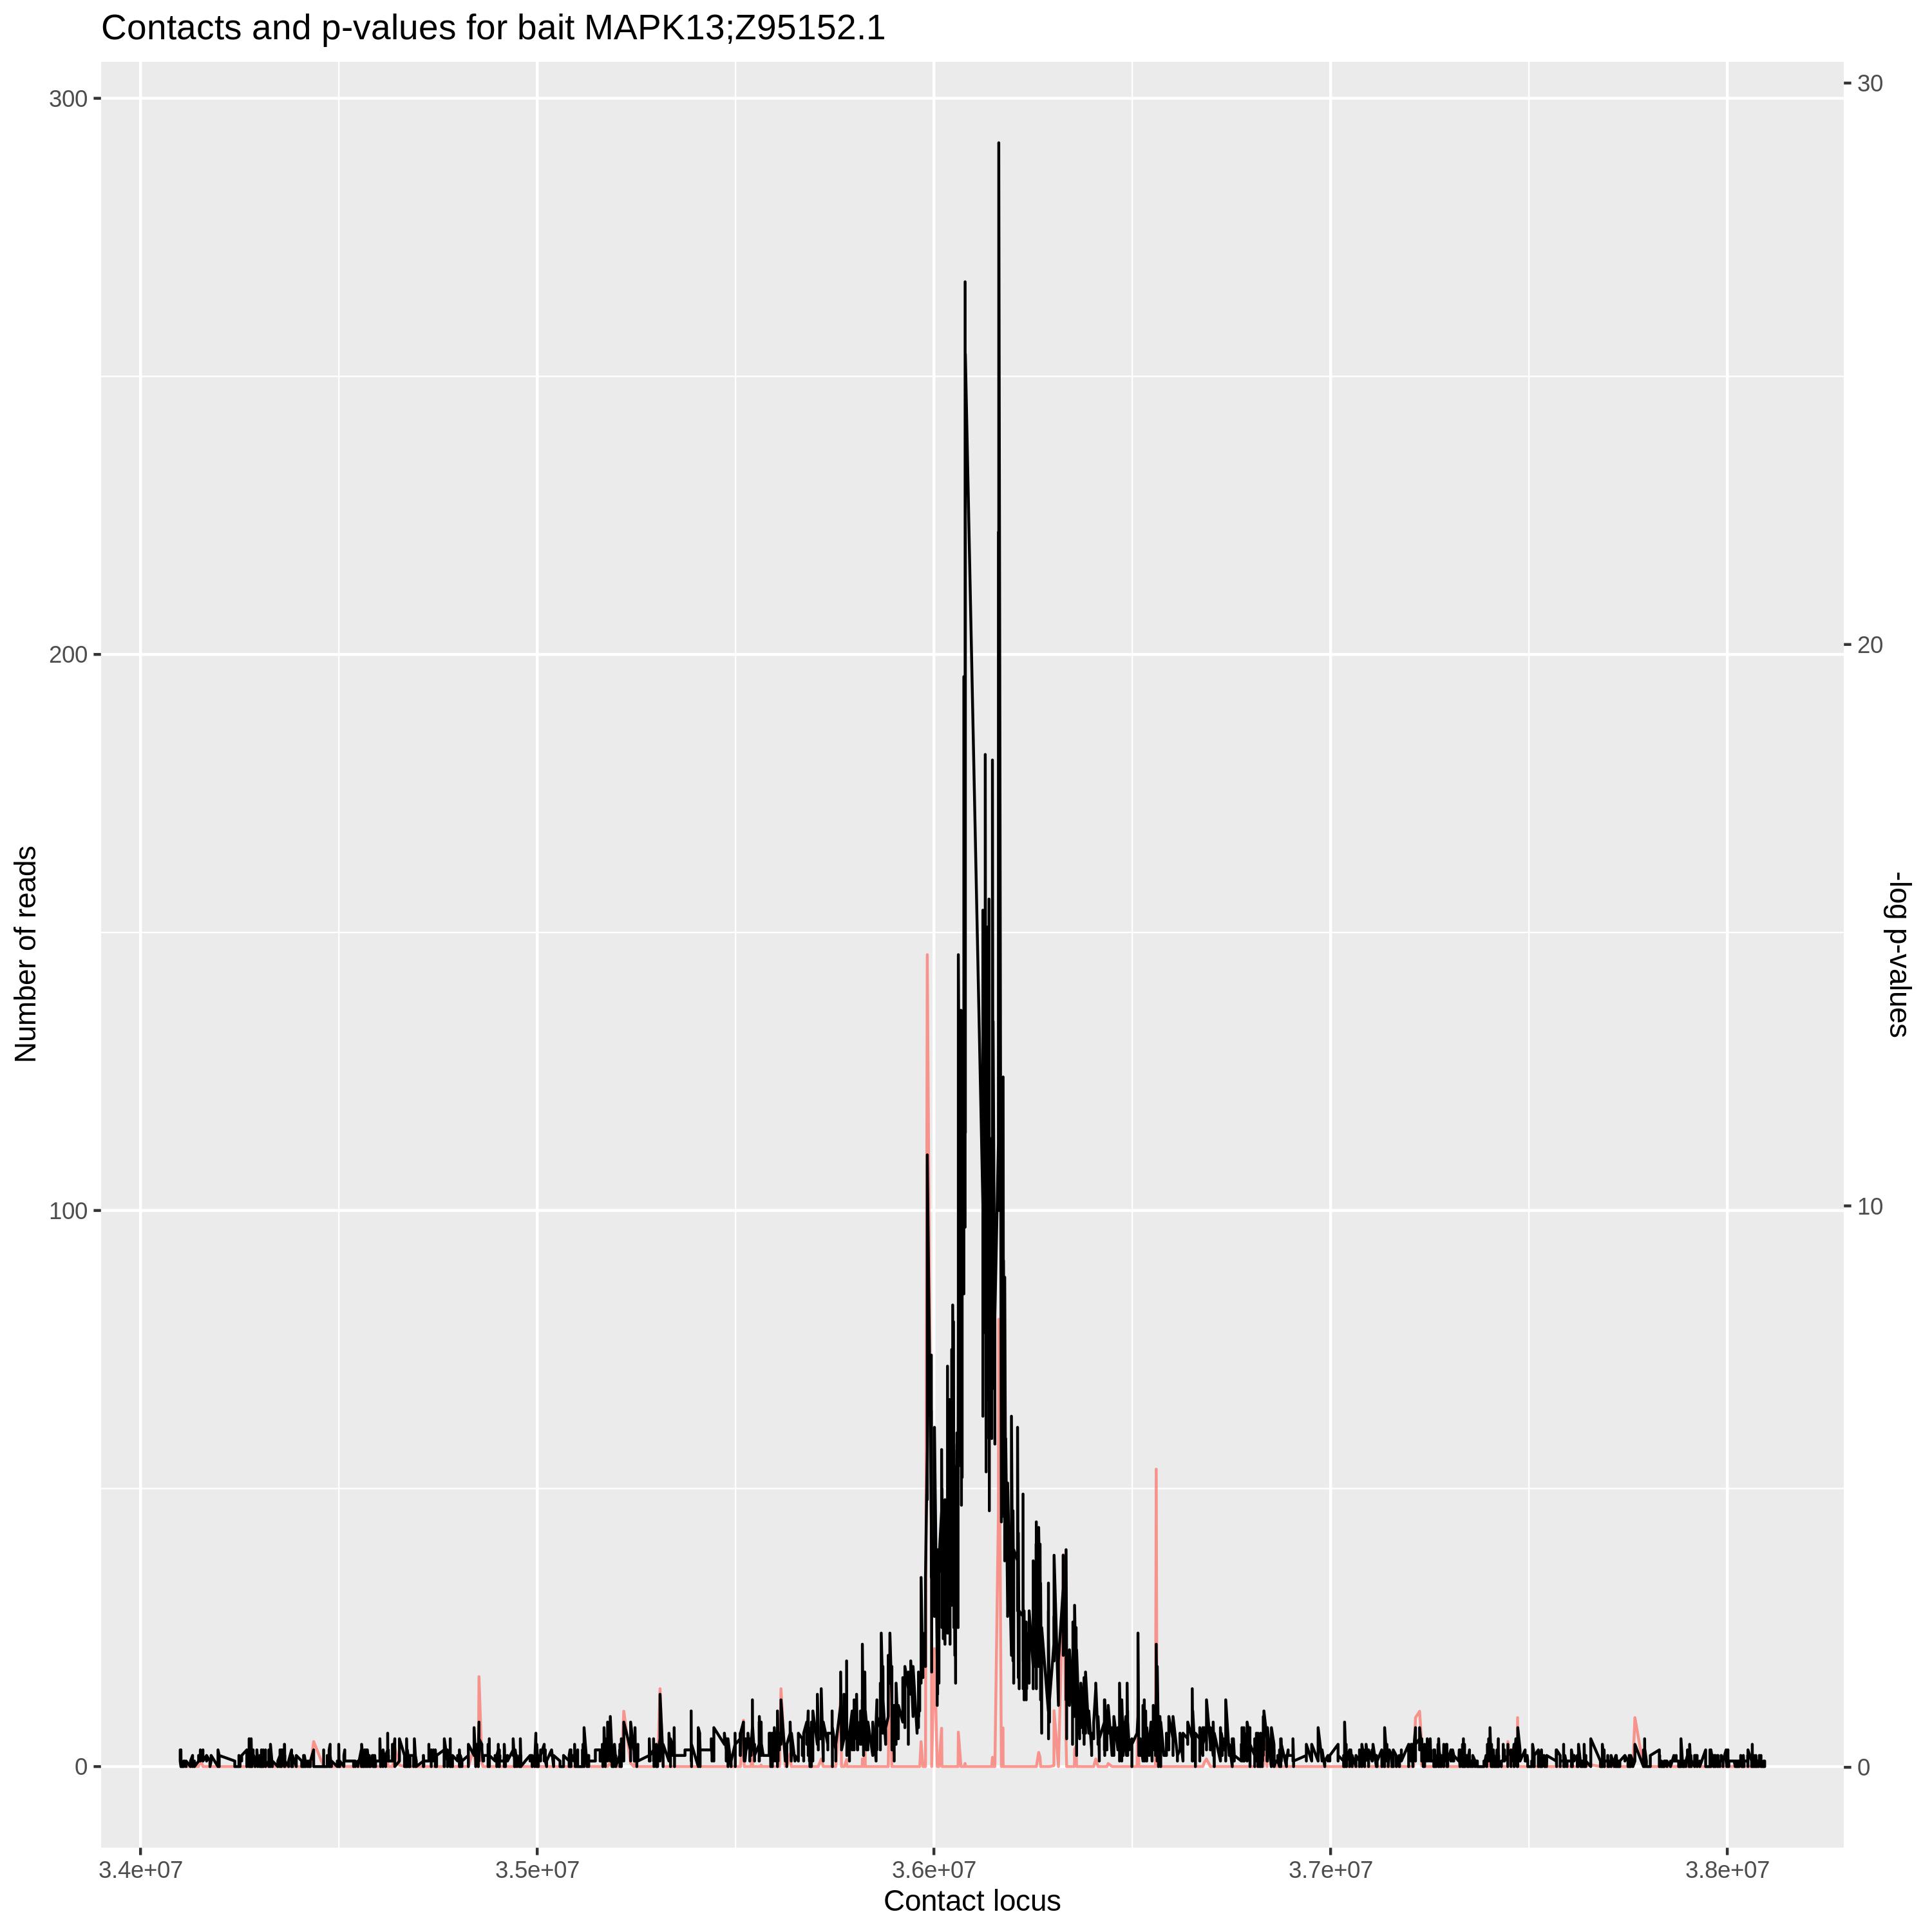 Contacts and p-values for bait MAPK13;Z95152.1
300
200
100
0
Number of reads
30
20
10
0
-log p-values
3.4e+07
3.5e+07
3.6e+07
3.7e+07
3.8e+07
Contact locus